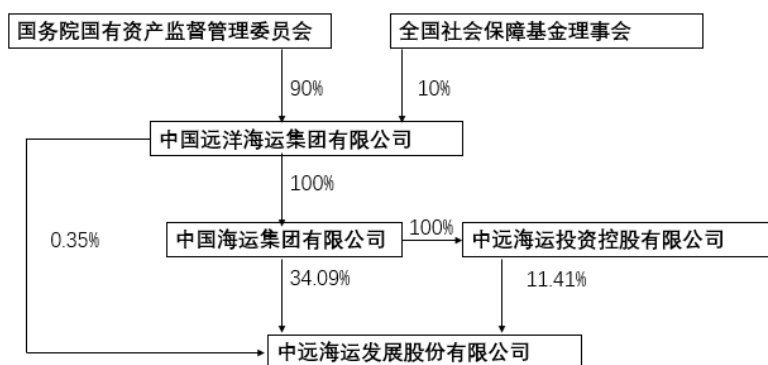 国务院国有资产监督管理委员会
全国社会保障基金理事会
90%
10%
中国远洋海运集团有限公司
100%
0.35%
中国海运集团有限公司
100%
中远海运投资控股有限公司
34.09%
11.41%
中远海运发展股份有限公司